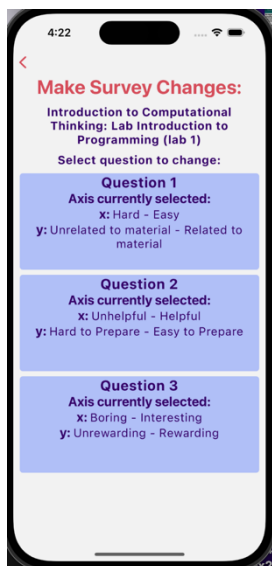 4:22
Make Survey Changes:
Introduction to Computational
Thinking: Lab Introduction to
Programming (lab 1)
Select question to change:
Question 1
Axis currently selected:
x: Hard - Easy
y: Unrelated to material - Related to
material
Question 2
Axis currently selected:
x: Unhelpful - Helpful
y: Hard to Prepare - Easy to Prepare
Question 3
Axis currently selected:
x: Boring - Interesting
y: Unrewarding - Rewarding